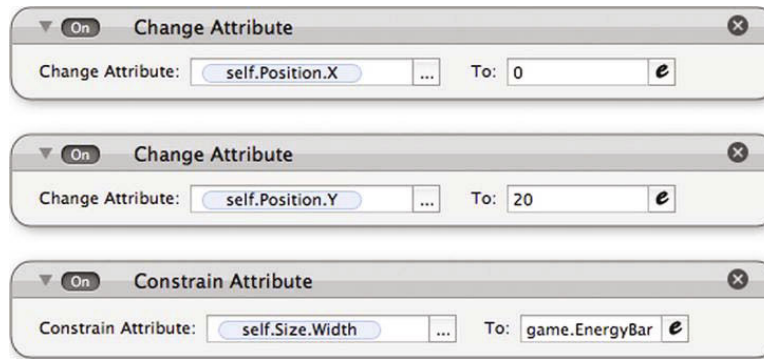 On Change Attribute
Change Attribute: self.Position.X ... To: 0 e
On Change Attribute
Change Attribute: self.Position.Y ... To: 20 e
On Constrain Attribute
Constrain Attribute: self.Size.Width ... To: game.EnergyBar e